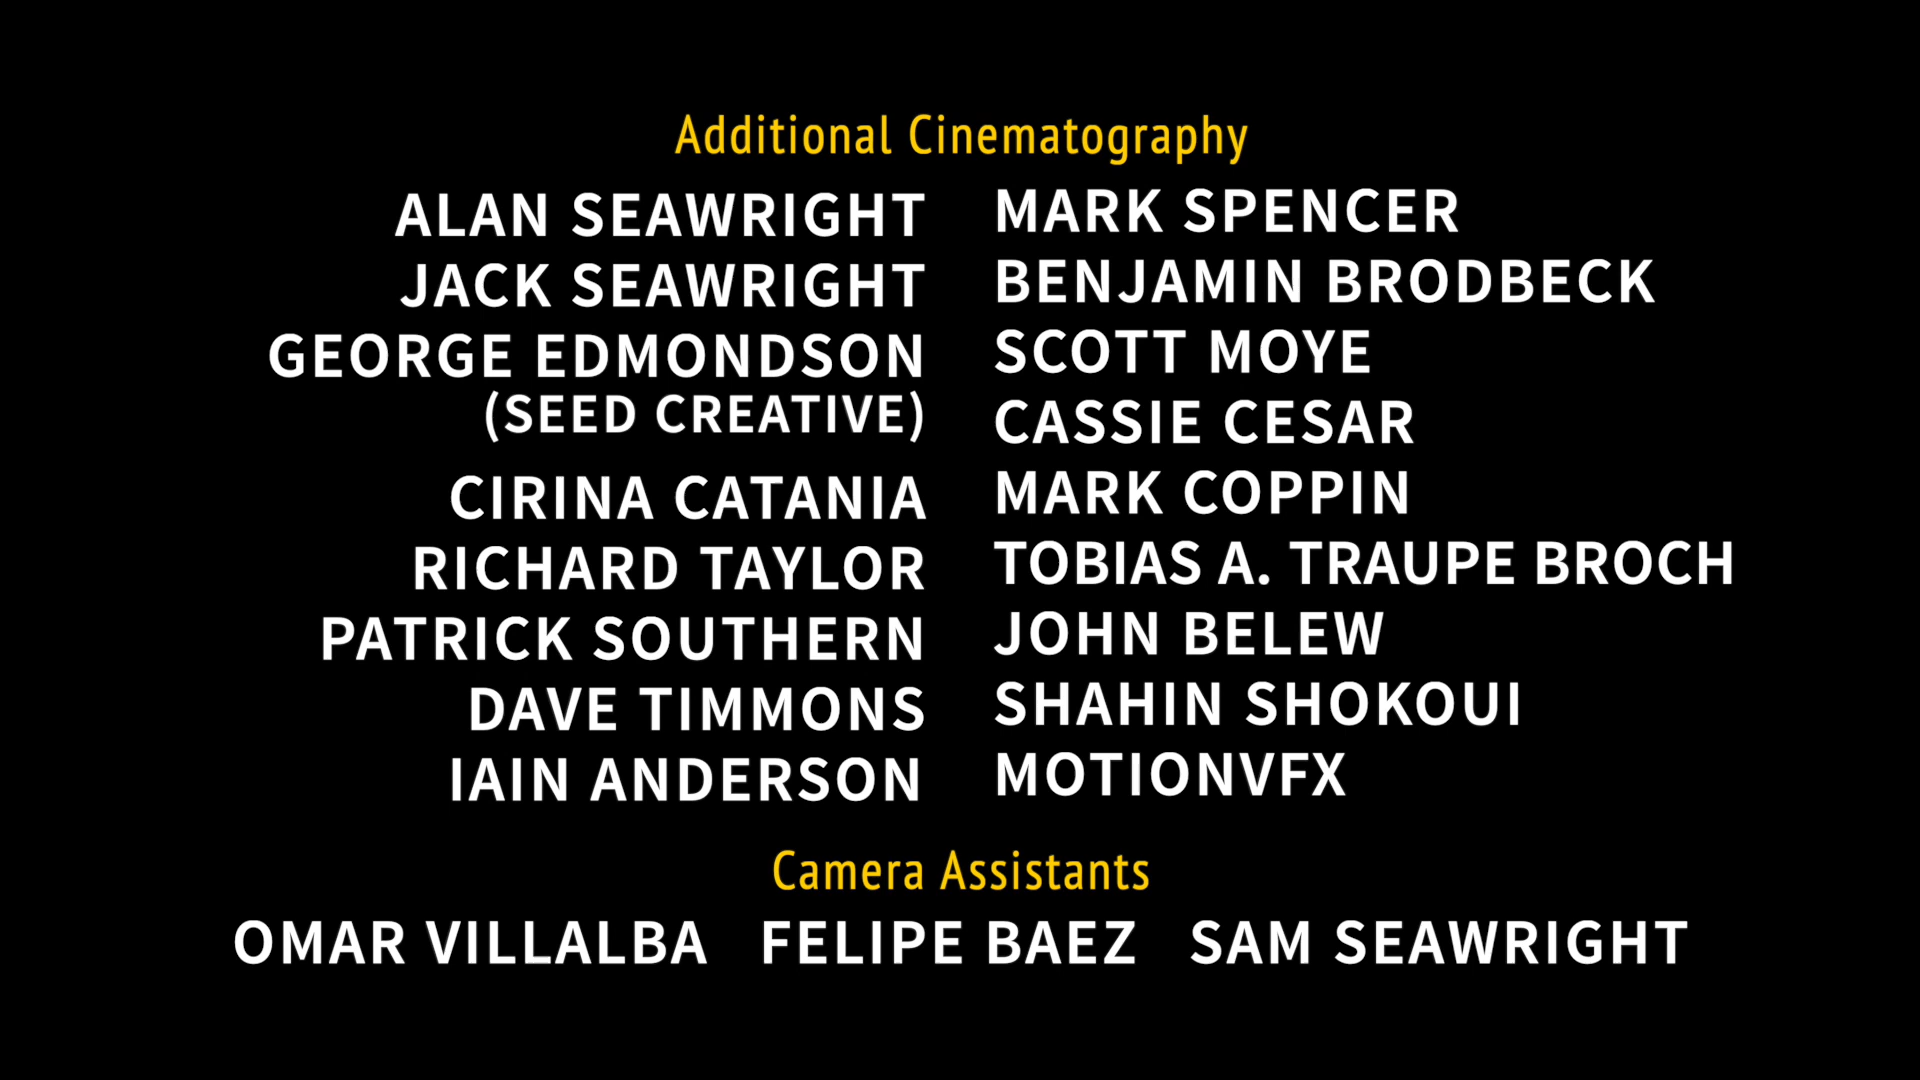 Additional Cinematography
ALAN SEAWRIGHT
JACK SEAWRIGHT
GEORGE EDMONDSON
(SEED CREATIVE)
CIRINA CATANIA
RICHARD TAYLOR
PATRICK SOUTHERN
DAVE TIMMONS
IAIN ANDERSON
MARK SPENCER
BENJAMIN BRODBECK
SCOTT MOYE
CASSIE CESAR
MARK COPPIN
TOBIAS A. TRAUPE BROCH
JOHN BELEW
SHAHIN SHOKOUI
MOTIONVFX
Camera Assistants
OMAR VILLALBA FELIPE BAEZ SAM SEAWRIGHT